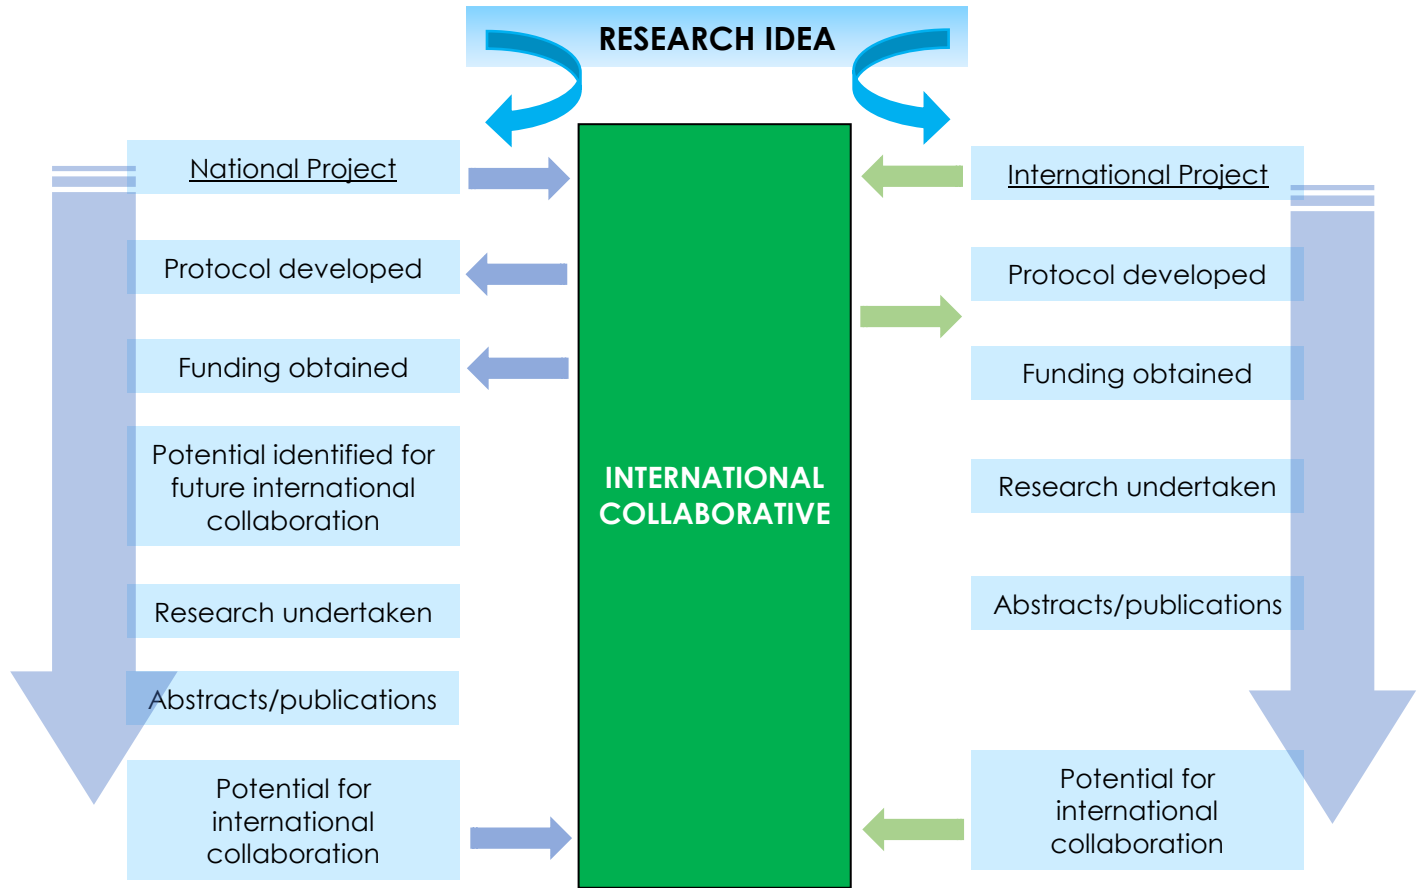 RESEARCH IDEA
National Project
Protocol developed
Funding obtained
Potential identified for
future international
collaboration
Research undertaken
Abstracts/publications
Potential for
international
collaboration
INTERNATIONAL
COLLABORATIVE
International Project
Protocol developed
Funding obtained
Research undertaken
Abstracts/publications
Potential for
international
collaboration